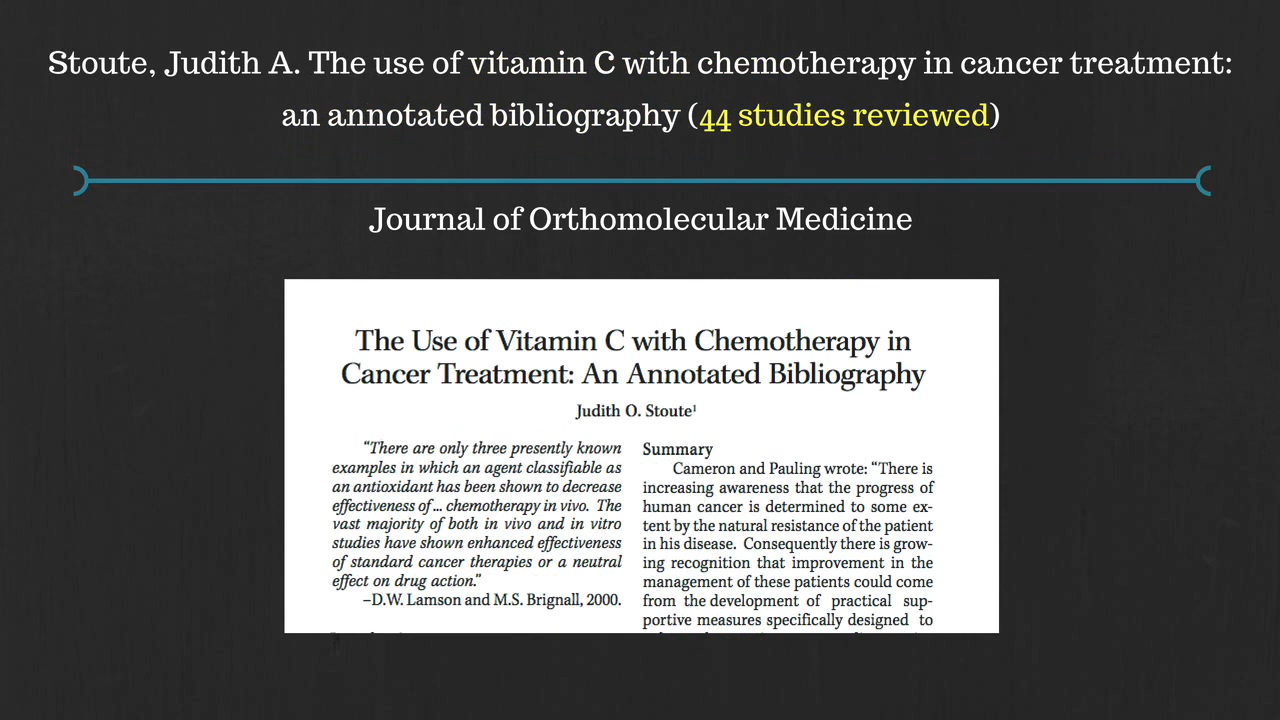 Stoute, Judith A. The use of vitamin C with chemotherapy in cancer treatment:
an annotated bibliography (44 studies reviewed)
Journal of Orthomolecular Medicine
The Use of Vitamin C with Chemotherapy in
Cancer Treatment: An Annotated Bibliography
Judith O. Stoute¹
“There are only three presently known
examples in which an agent classifiable as
an antioxidant has been shown to decrease
effectiveness of ... chemotherapy in vivo. The
vast majority of both in vivo and in vitro
studies have shown enhanced effectiveness
of standard cancer therapies or a neutral
effect on drug action.”
–D.W. Lamson and M.S. Brignall, 2000.
Summary
Cameron and Pauling wrote: “There is
increasing awareness that the progress of
human cancer is determined to some ex-
tent by the natural resistance of the patient
in his disease. Consequently there is grow-
ing recognition that improvement in the
management of these patients could come
from the development of practical sup-
portive measures specifically designed to